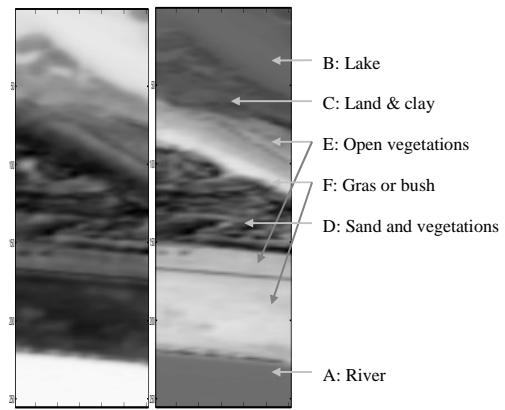 B: Lake
C: Land & clay
E: Open vegetations
F: Gras or bush
D: Sand and vegetations
A: River